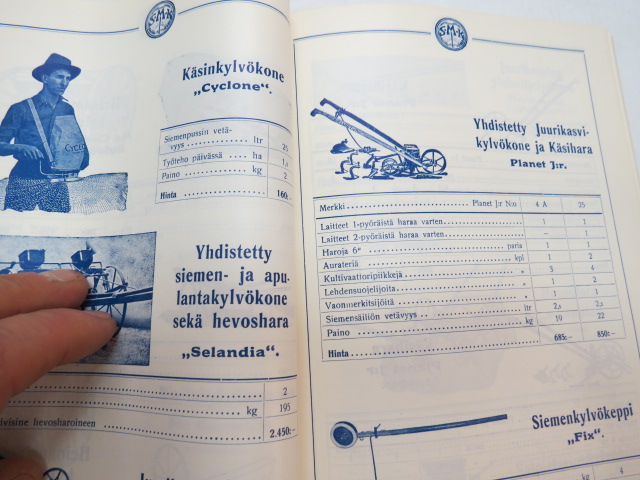 S·M·K
Käsinkylvökone
„Cyclone“.
CYCLONE
Siemenpussin vetä-
vyys ..... ltr 25
Työteho päivässä .... ha
Paino ............ kg 2
Hinta ............ 160:-
Yhdistetty
siemen- ja apu-
lantakylvökone
sekä hevoshara
„Selandia“.
2
kg 195
hevosharoineen ..... 2.450:-
S·M·K
Yhdistetty Juurikasvi-
kylvökone ja Käsihara
Planet J:r.
Merkki ........ Planet J:r N:o 4 A 25
Laitteet 1-pyöräistä haraa varten ........ 1 1
Laitteet 2-pyöräistä haraa varten ........ – 1
Haroja 6" ........ paria 1 1
Aurateriä ........ kpl 1 2
Kultivaattoripiikkejä ........ „ 3 4
Lehdensuojelijoita ........ „ 1 2
Vaonmerkitsijöitä ........ „ 1 1
Siemensäiliön vetävyys ........ ltr 2,5 2,5
Paino ........ kg 19 22
Hinta ........ 685:– 850:–
Siemenkylvökeppi
„Fix“.
kg 4